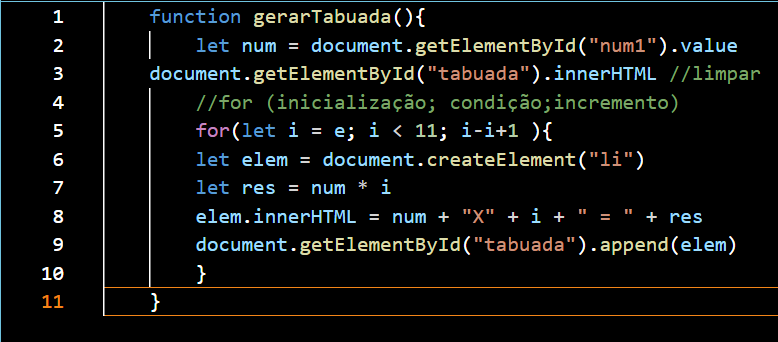 1 function gerarTabuada(){
2 let num = document.getElementById("num1").value
3 document.getElementById("tabuada").innerHTML //limpar
4 //for (inicialização; condição;incremento)
5 for(let i = e; i < 11; i-i+1 ){
6 let elem = document.createElement("li")
7 let res = num * i
8 elem.innerHTML = num + "X" + i + " = " + res
9 document.getElementById("tabuada").append(elem)
10 }
11 }